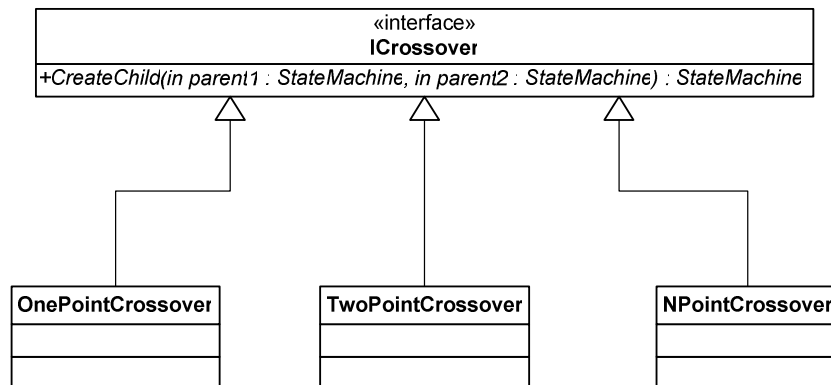 «interface»
ICrossover
+CreateChild(in parent1 : StateMachine, in parent2 : StateMachine) : StateMachine
OnePointCrossover
TwoPointCrossover
NPointCrossover